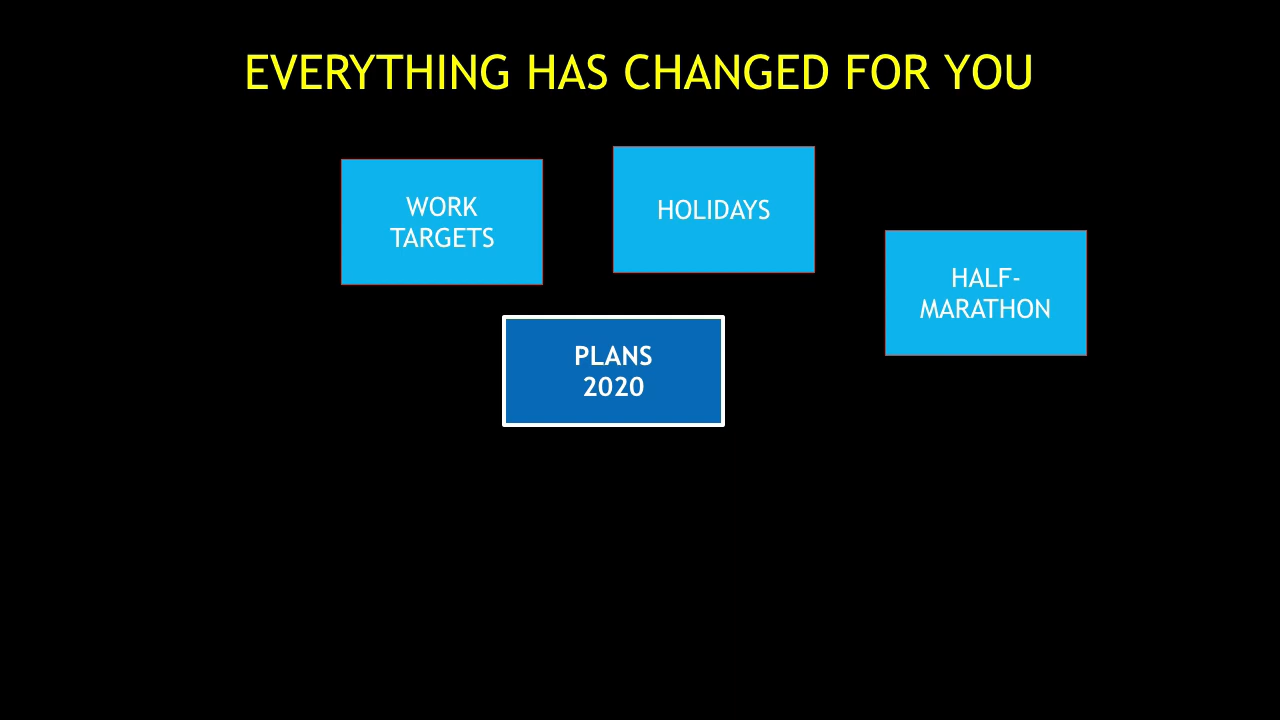 EVERYTHING HAS CHANGED FOR YOU
WORK
TARGETS
HOLIDAYS
HALF-
MARATHON
PLANS
2020